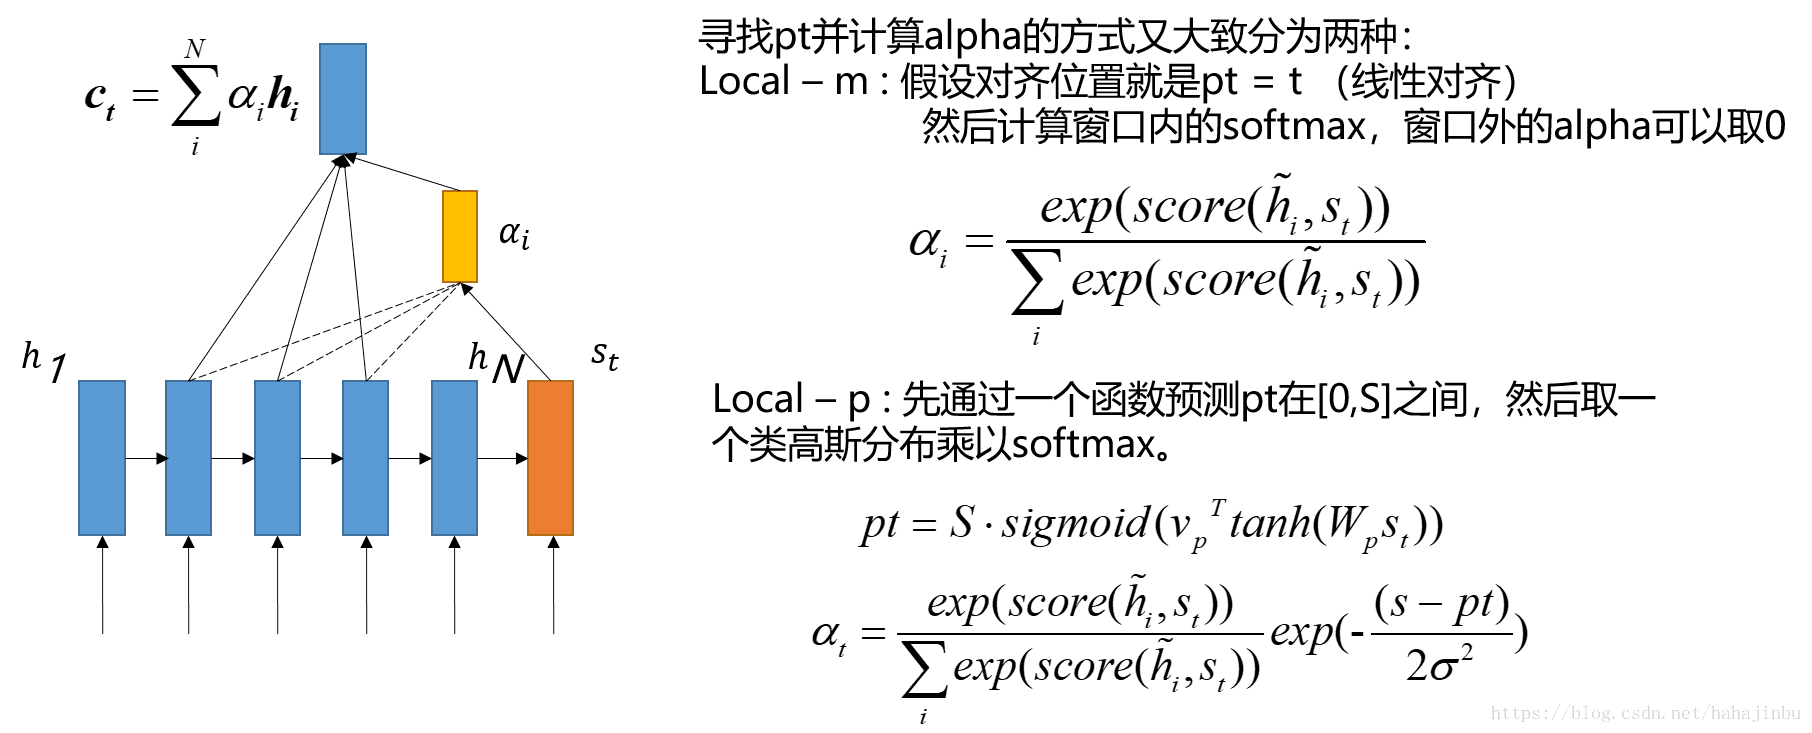 寻找pt并计算alpha的方式又大致分为两种：
Local – m : 假设对齐位置就是pt = t （线性对齐）
然后计算窗口内的softmax，窗口外的alpha可以取0
c_t = ∑_i^N α_i h_i
α_i = exp(score(h̃_i, s_t)) / ∑_i exp(score(h̃_i, s_t))
α_i
h_1
h_N
s_t
Local – p : 先通过一个函数预测pt在[0,S]之间，然后取一
个类高斯分布乘以softmax。
pt = S · sigmoid(v_p^T tanh(W_p s_t))
α_t = exp(score(h̃_i, s_t)) / ∑_i exp(score(h̃_i, s_t)) exp(-(s – pt) / 2σ^2)
https://blog.csdn.net/hahajinbu